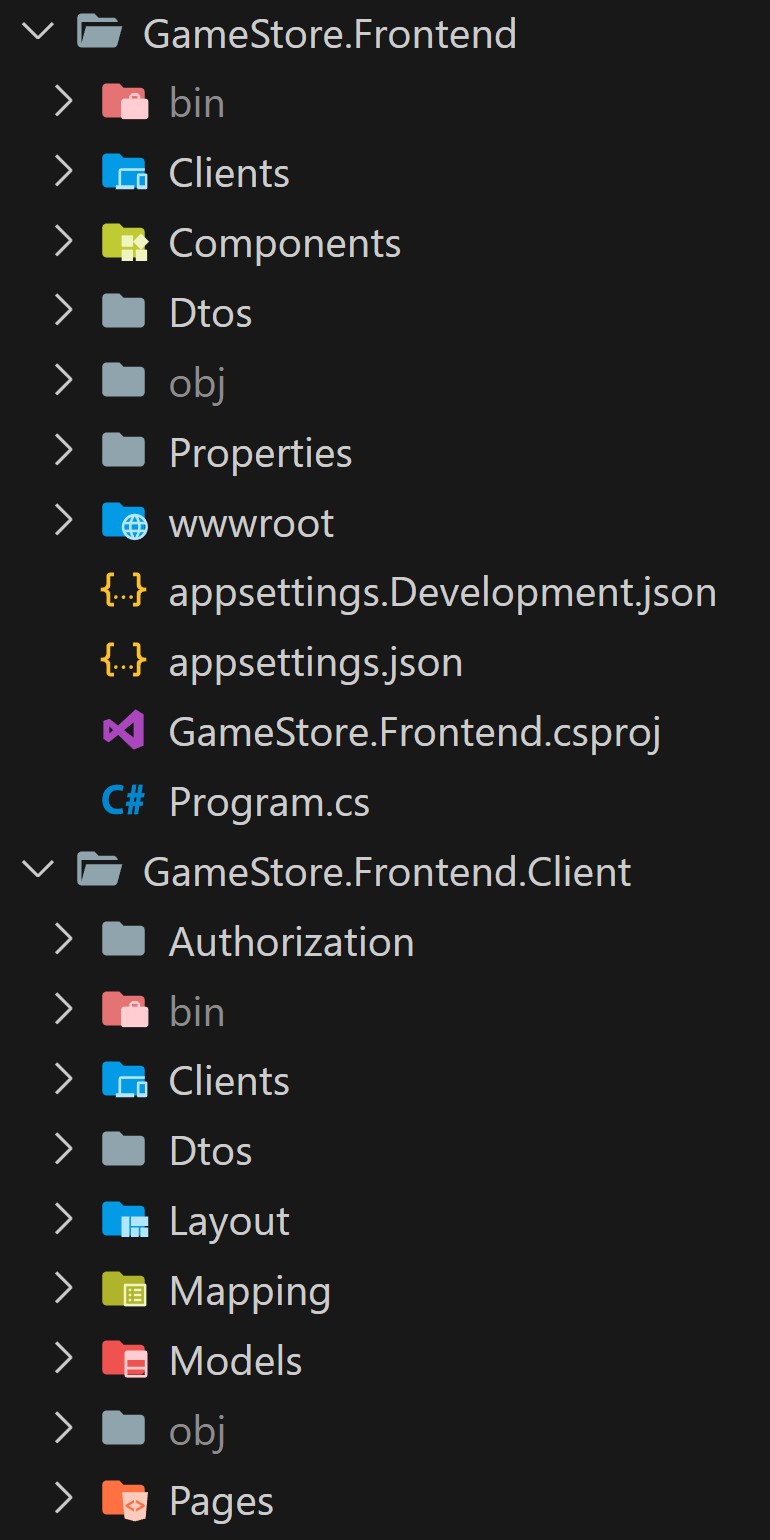 GameStore.Frontend
bin
Clients
Components
Dtos
obj
Properties
wwwroot
{...} appsettings.Development.json
{...} appsettings.json
GameStore.Frontend.csproj
C# Program.cs
GameStore.Frontend.Client
Authorization
bin
Clients
Dtos
Layout
Mapping
Models
obj
Pages